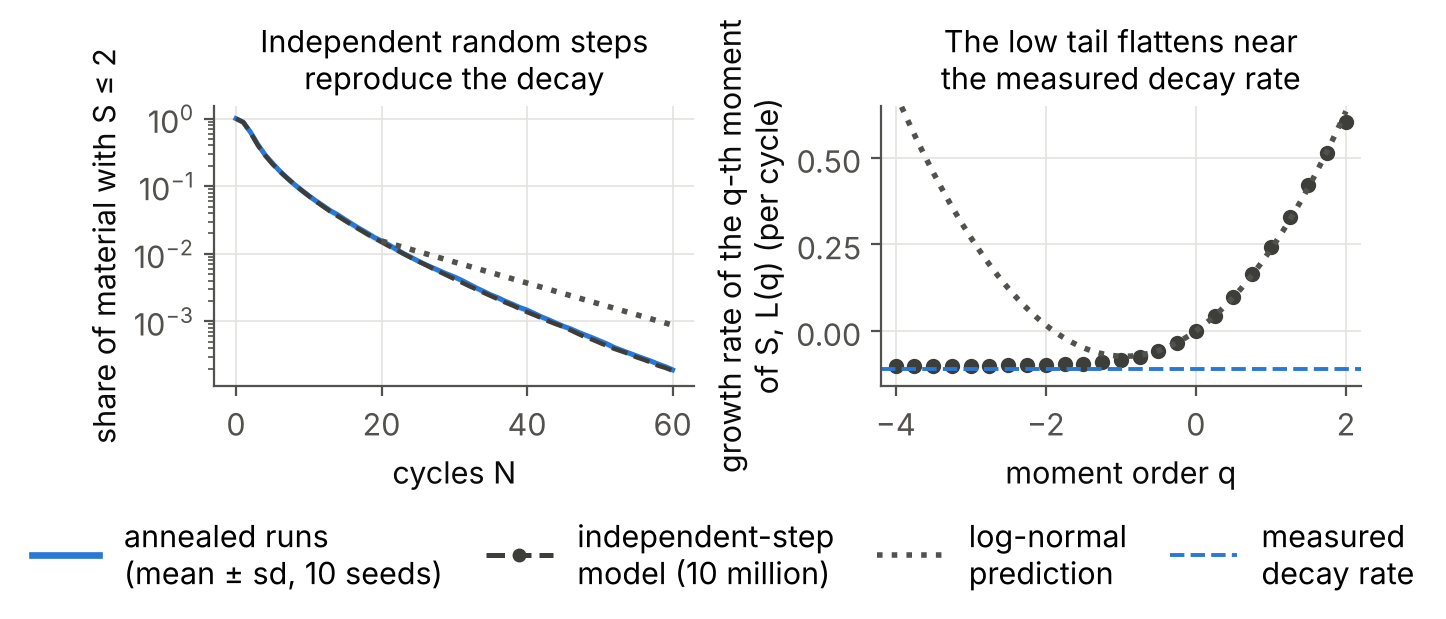 Independent random steps
reproduce the decay
share of material with S ≤ 2
10⁰
10⁻¹
10⁻²
10⁻³
0
20
40
60
cycles N
The low tail flattens near
the measured decay rate
growth rate of the q-th moment
of S, L(q) (per cycle)
0.50
0.25
0.00
−4
−2
0
2
moment order q
annealed runs
(mean ± sd, 10 seeds)
independent-step
model (10 million)
log-normal
prediction
measured
decay rate